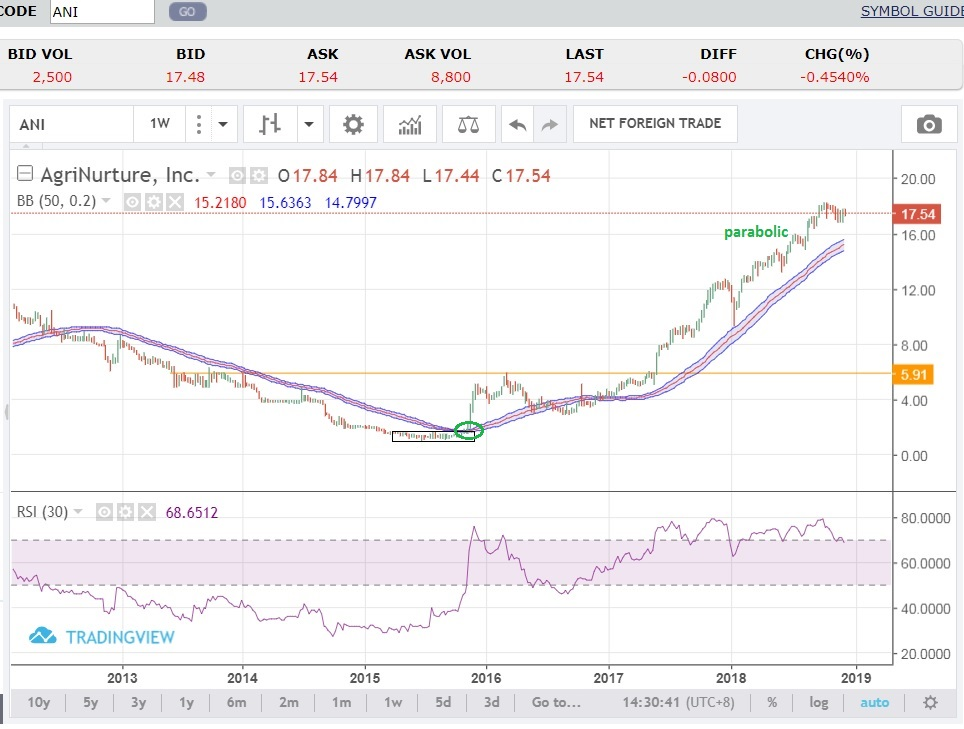 CODE ANI GO SYMBOL GUIDE
BID VOL BID ASK ASK VOL LAST DIFF CHG(%)
2,500 17.48 17.54 8,800 17.54 -0.0800 -0.4540%
ANI 1W NET FOREIGN TRADE
AgriNurture, Inc. O17.84 H17.84 L17.44 C17.54
BB (50, 0.2) 15.2180 15.6363 14.7997
20.00
17.54
parabolic
16.00
12.00
8.00
5.91
4.00
0.00
RSI (30) 68.6512
80.0000
60.0000
40.0000
TRADINGVIEW
20.0000
2013 2014 2015 2016 2017 2018 2019
10y 5y 3y 1y 6m 2m 1m 1w 5d 3d Go to... 14:30:41 (UTC+8) % log auto